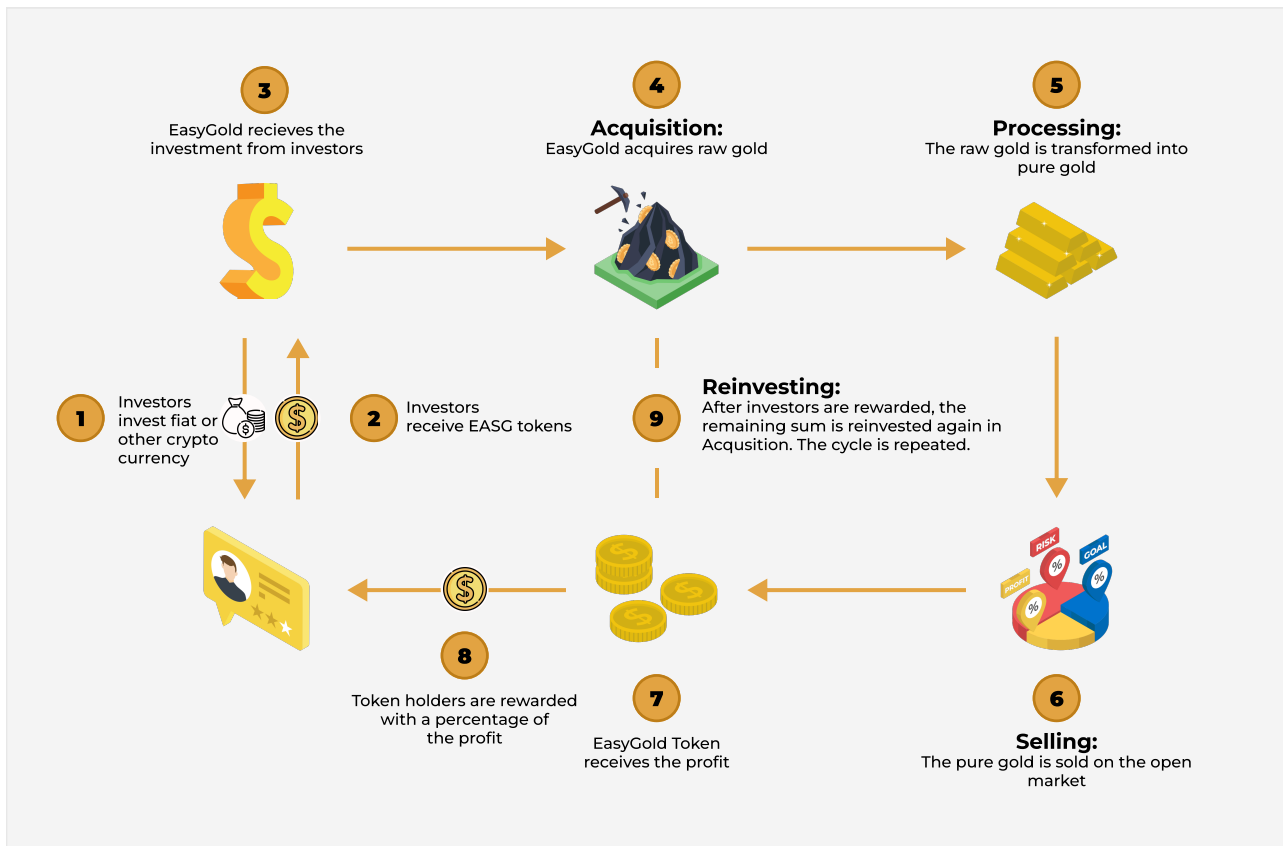 3
EasyGold recieves the
investment from investors
4
Acquisition:
EasyGold acquires raw gold
5
Processing:
The raw gold is transformed into
pure gold
1
Investors
invest fiat or
other crypto
currency
2
Investors
receive EASG tokens
9
Reinvesting:
After investors are rewarded, the
remaining sum is reinvested again in
Acqusition. The cycle is repeated.
8
Token holders are rewarded
with a percentage of
the profit
7
EasyGold Token
receives the profit
RISK
GOAL
PROFIT
%
%
%
6
Selling:
The pure gold is sold on the open
market